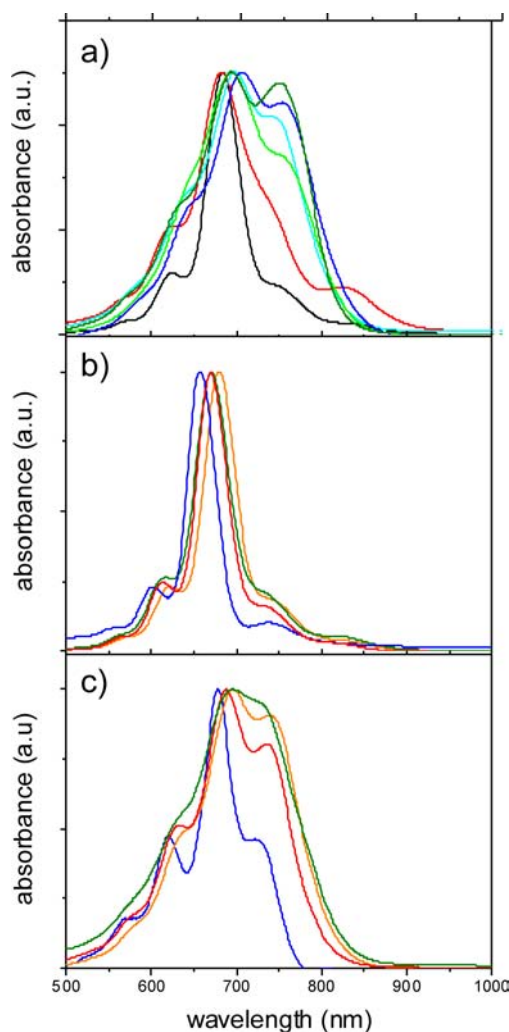 a)
absorbance (a.u.)
b)
absorbance (a.u.)
c)
absorbance (a.u)
500 600 700 800 900 1000
wavelength (nm)